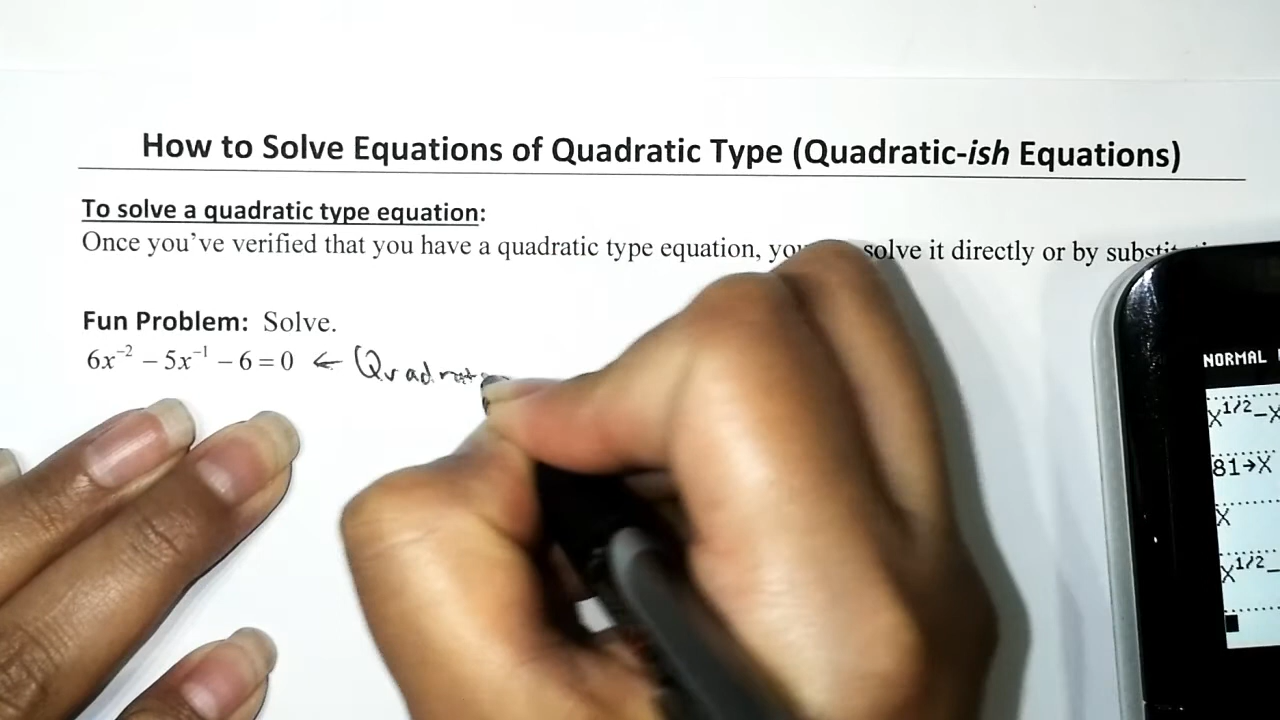 How to Solve Equations of Quadratic Type (Quadratic-ish Equations)
To solve a quadratic type equation:
Once you’ve verified that you have a quadratic type equation, solve it directly or by
Fun Problem: Solve.
6x⁻² – 5x⁻¹ – 6 = 0 ←
NORMAL
X^1/2-X
81→X
X
X^1/2-